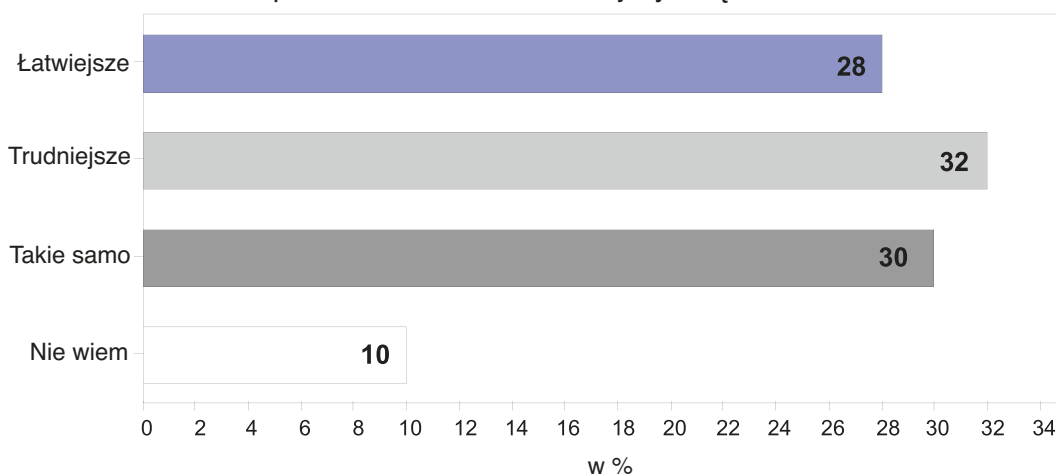 Łatwiejsze 28
Trudniejsze 32
Takie samo 30
Nie wiem 10
0 2 4 6 8 10 12 14 16 18 20 22 24 26 28 30 32 34
w %